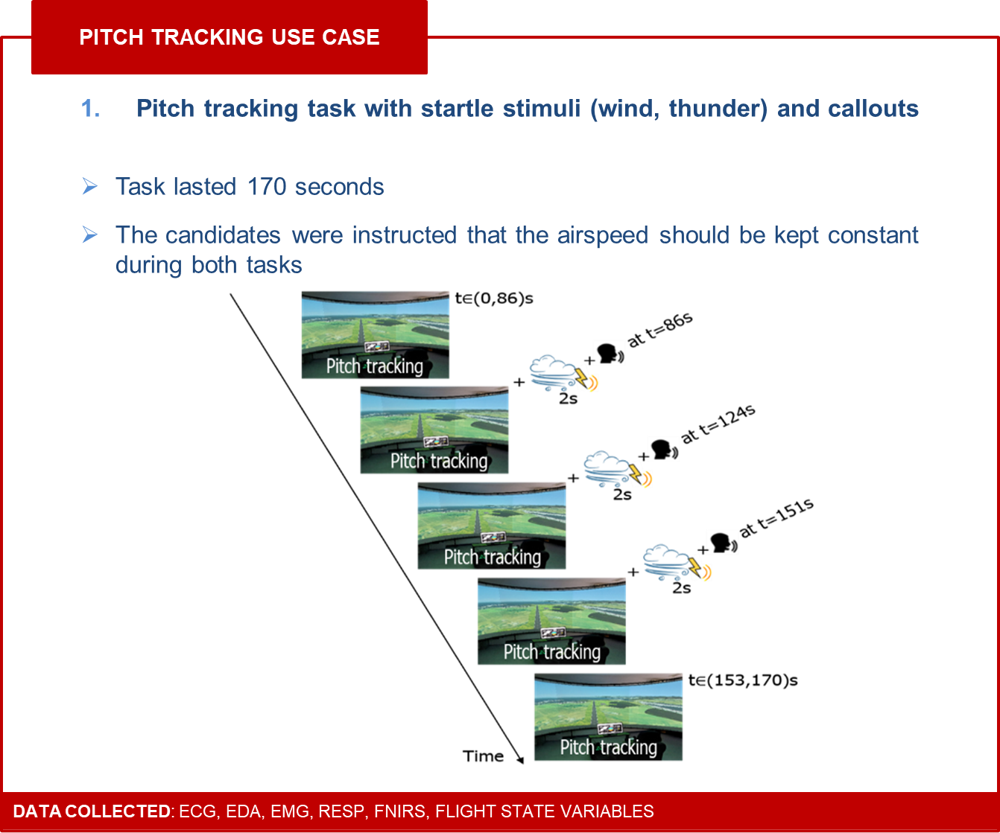 PITCH TRACKING USE CASE
1. Pitch tracking task with startle stimuli (wind, thunder) and callouts
Task lasted 170 seconds
The candidates were instructed that the airspeed should be kept constant
during both tasks
t∈(0,86)s
Pitch tracking
+ 2s + at t=86s
Pitch tracking
+ 2s + at t=124s
Pitch tracking
+ 2s + at t=151s
Pitch tracking
t∈(153,170)s
Pitch tracking
Time
DATA COLLECTED: ECG, EDA, EMG, RESP, FNIRS, FLIGHT STATE VARIABLES